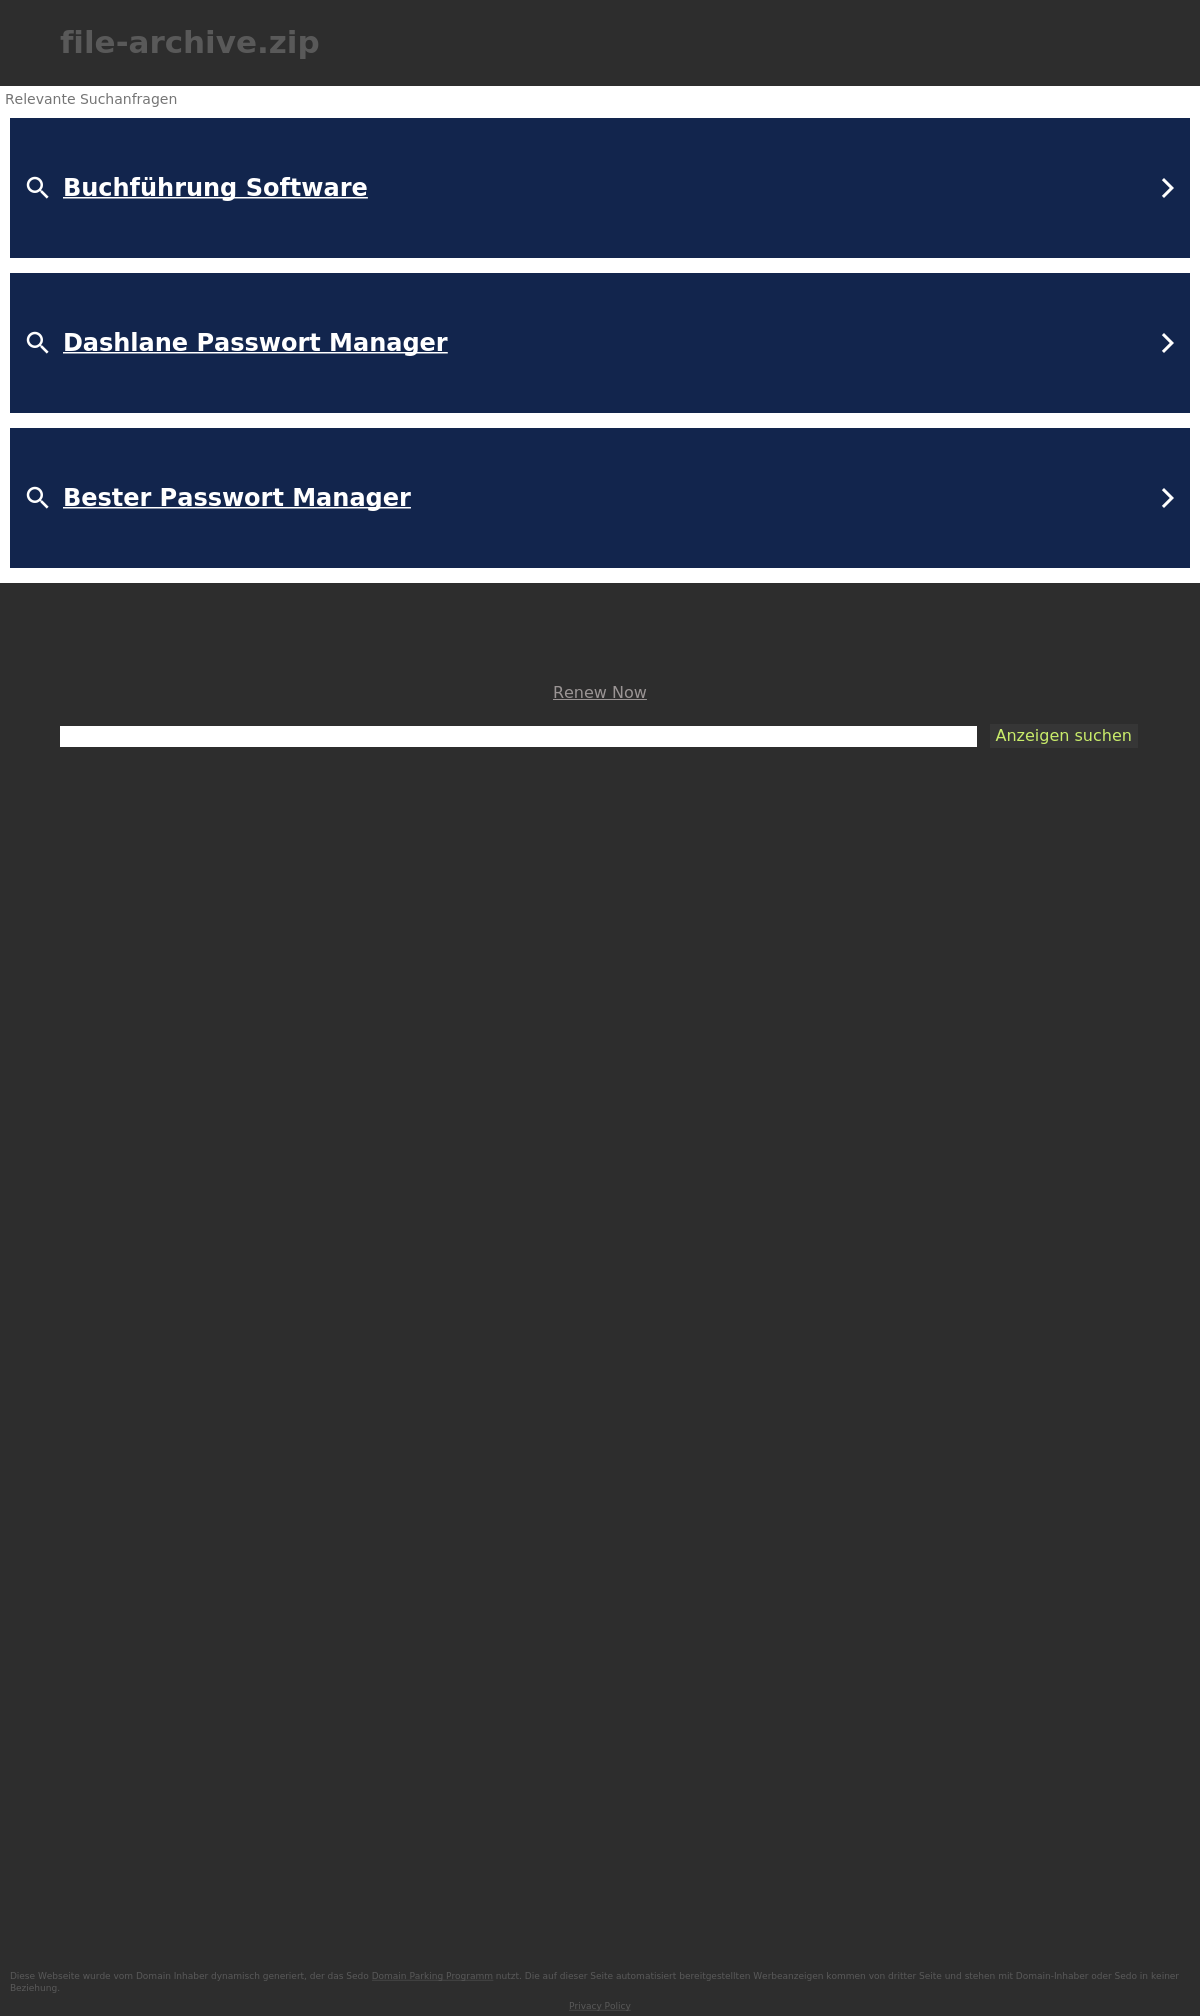 file-archive.zip
Relevante Suchanfragen
Buchführung Software
Dashlane Passwort Manager
Bester Passwort Manager
Renew Now
Anzeigen suchen
Diese Webseite wurde vom Domain Inhaber dynamisch generiert, der das Sedo Domain Parking Programm nutzt. Die auf dieser Seite automatisiert bereitgestellten Werbeanzeigen kommen von dritter Seite und stehen mit Domain-Inhaber oder Sedo in keiner
Beziehung.
Privacy Policy